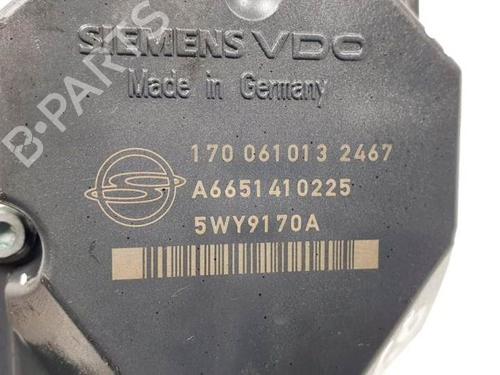 SIEMENS VDO
Made in Germany
B-PARTS
170 061013 2467
A6651410225
5WY9170A